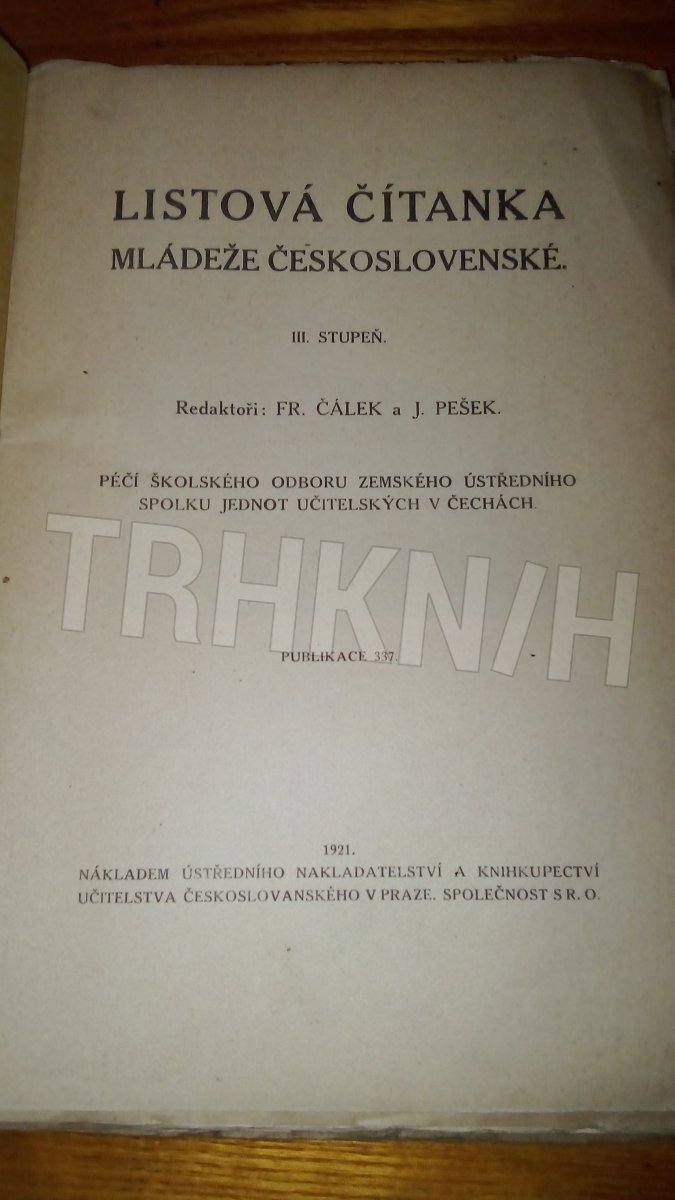 LISTOVÁ ČÍTANKA
MLÁDEŽE ČESKOSLOVENSKÉ.
III. STUPEŇ.
Redaktoři: FR. ČÁLEK a J. PEŠEK.
PÉČÍ ŠKOLSKÉHO ODBORU ZEMSKÉHO ÚSTŘEDNÍHO
SPOLKU JEDNOT UČITELSKÝCH V ČECHÁCH.
TRHKN/H
PUBLIKACE 337.
1921.
NÁKLADEM ÚSTŘEDNÍHO NAKLADATELSTVÍ A KNIHKUPECTVÍ
UČITELSTVA ČESKOSLOVANSKÉHO V PRAZE. SPOLEČNOST S R. O.